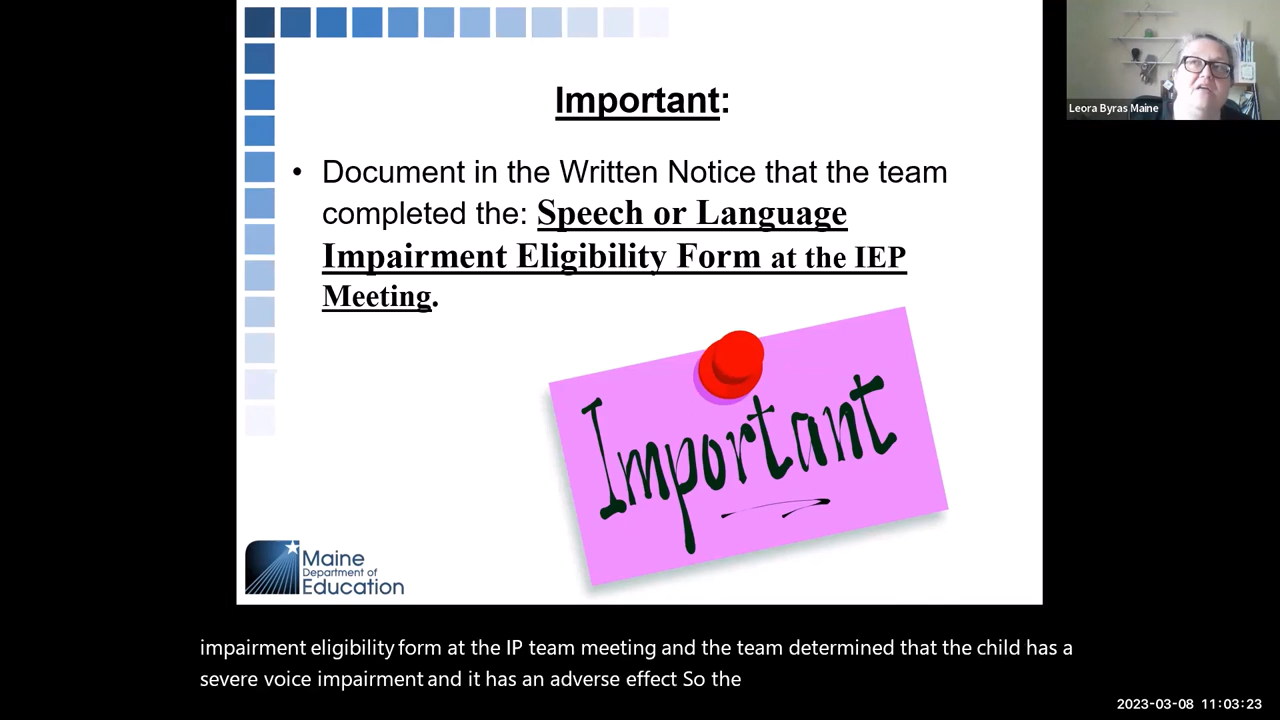 Important:
• Document in the Written Notice that the team
completed the: Speech or Language
Impairment Eligibility Form at the IEP
Meeting.
Important
Maine
Department of
Education
Leora Byras Maine
impairment eligibility form at the IP team meeting and the team determined that the child has a
severe voice impairment and it has an adverse effect So the
2023-03-08 11:03:23